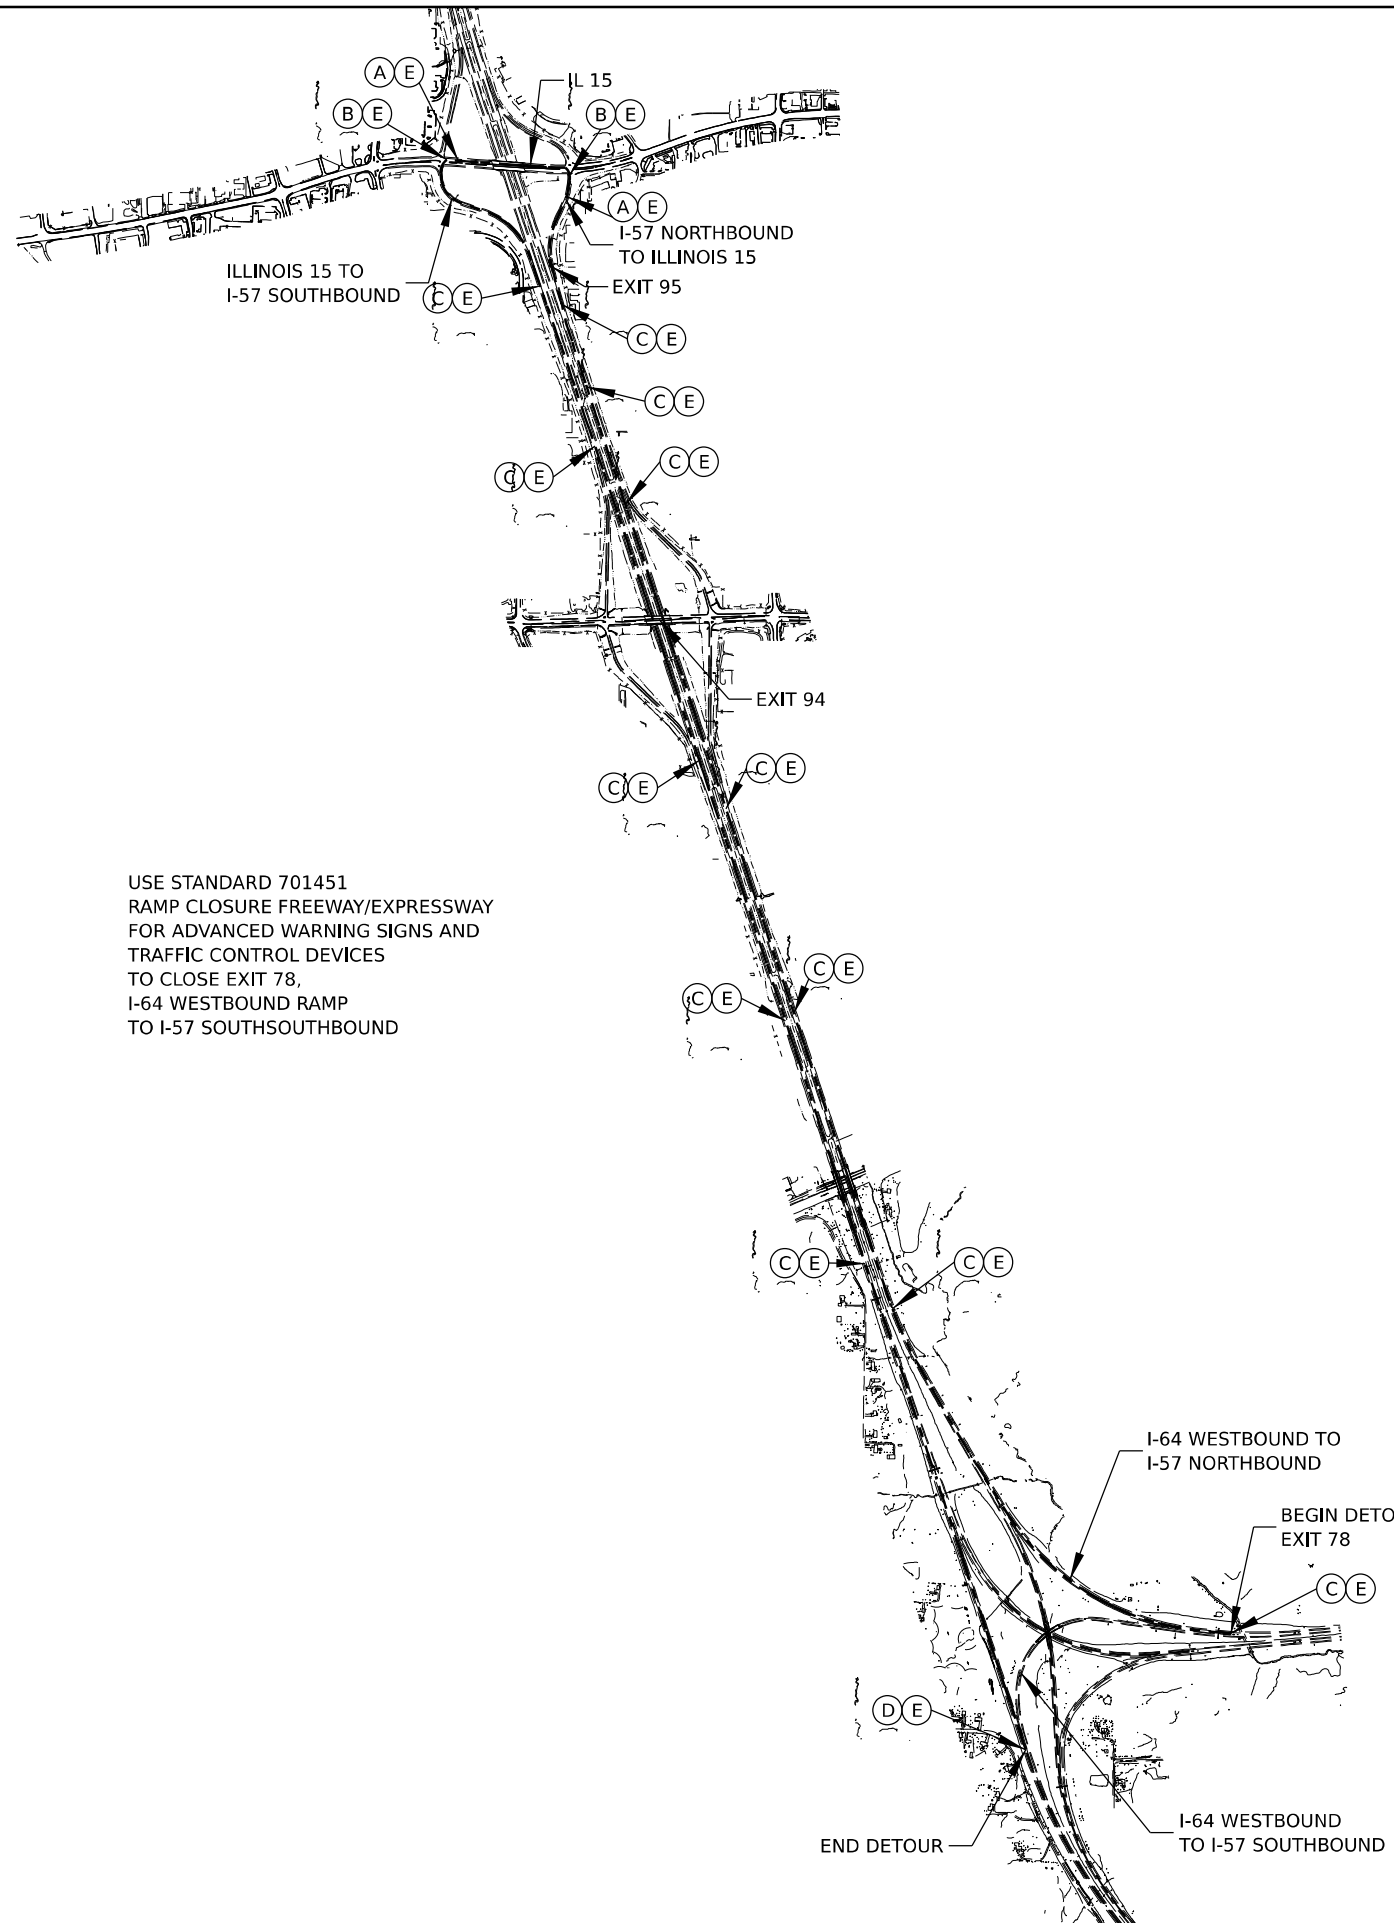 A E
IL 15
B E
B E
A E
I-57 NORTHBOUND
TO ILLINOIS 15
ILLINOIS 15 TO
I-57 SOUTHBOUND
C E
EXIT 95
C E
C E
C E
C E
EXIT 94
C E
C E
USE STANDARD 701451
RAMP CLOSURE FREEWAY/EXPRESSWAY
FOR ADVANCED WARNING SIGNS AND
TRAFFIC CONTROL DEVICES
TO CLOSE EXIT 78,
I-64 WESTBOUND RAMP
TO I-57 SOUTHSOUTHBOUND
C E
C E
C E
C E
I-64 WESTBOUND TO
I-57 NORTHBOUND
BEGIN DETO
EXIT 78
C E
D E
I-64 WESTBOUND
TO I-57 SOUTHBOUND
END DETOUR